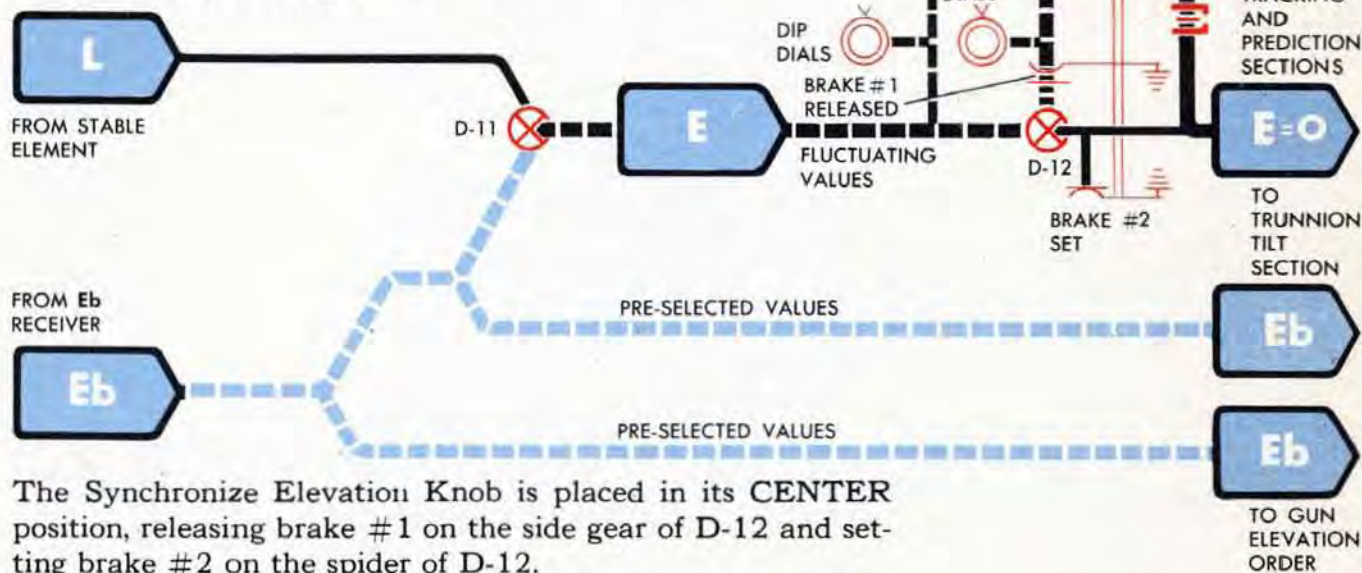 TRACKING
AND
PREDICTION
SECTIONS
DIP
DIALS
BRAKE #1
RELEASED
L
FROM STABLE
ELEMENT
D-11
E
FLUCTUATING
VALUES
D-12
E=O
BRAKE #2
SET
TO
TRUNNION
TILT
SECTION
FROM Eb
RECEIVER
PRE-SELECTED VALUES
Eb
Eb
PRE-SELECTED VALUES
Eb
TO GUN
ELEVATION
ORDER
The Synchronize Elevation Knob is placed in its CENTER
position, releasing brake #1 on the side gear of D-12 and set-
ting brake #2 on the spider of D-12.